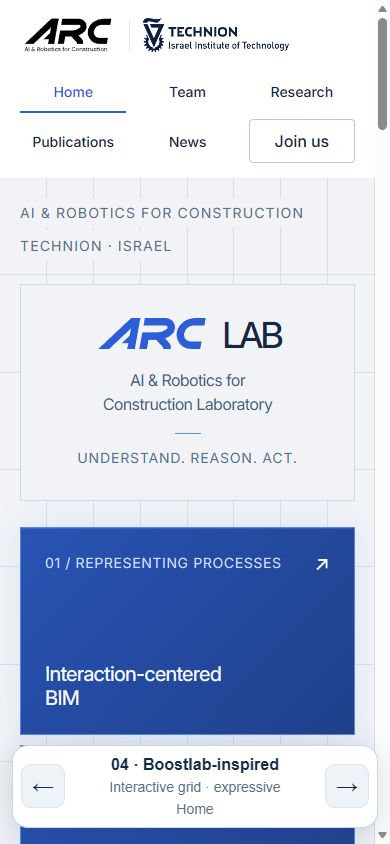 ARC
AI & Robotics for Construction
TECHNION
Israel Institute of Technology
Home
Team
Research
Publications
News
Join us
AI & ROBOTICS FOR CONSTRUCTION
TECHNION · ISRAEL
ARC LAB
AI & Robotics for
Construction Laboratory
UNDERSTAND. REASON. ACT.
01 / REPRESENTING PROCESSES
Interaction-centered
BIM
04 · Boostlab-inspired
Interactive grid · expressive
Home